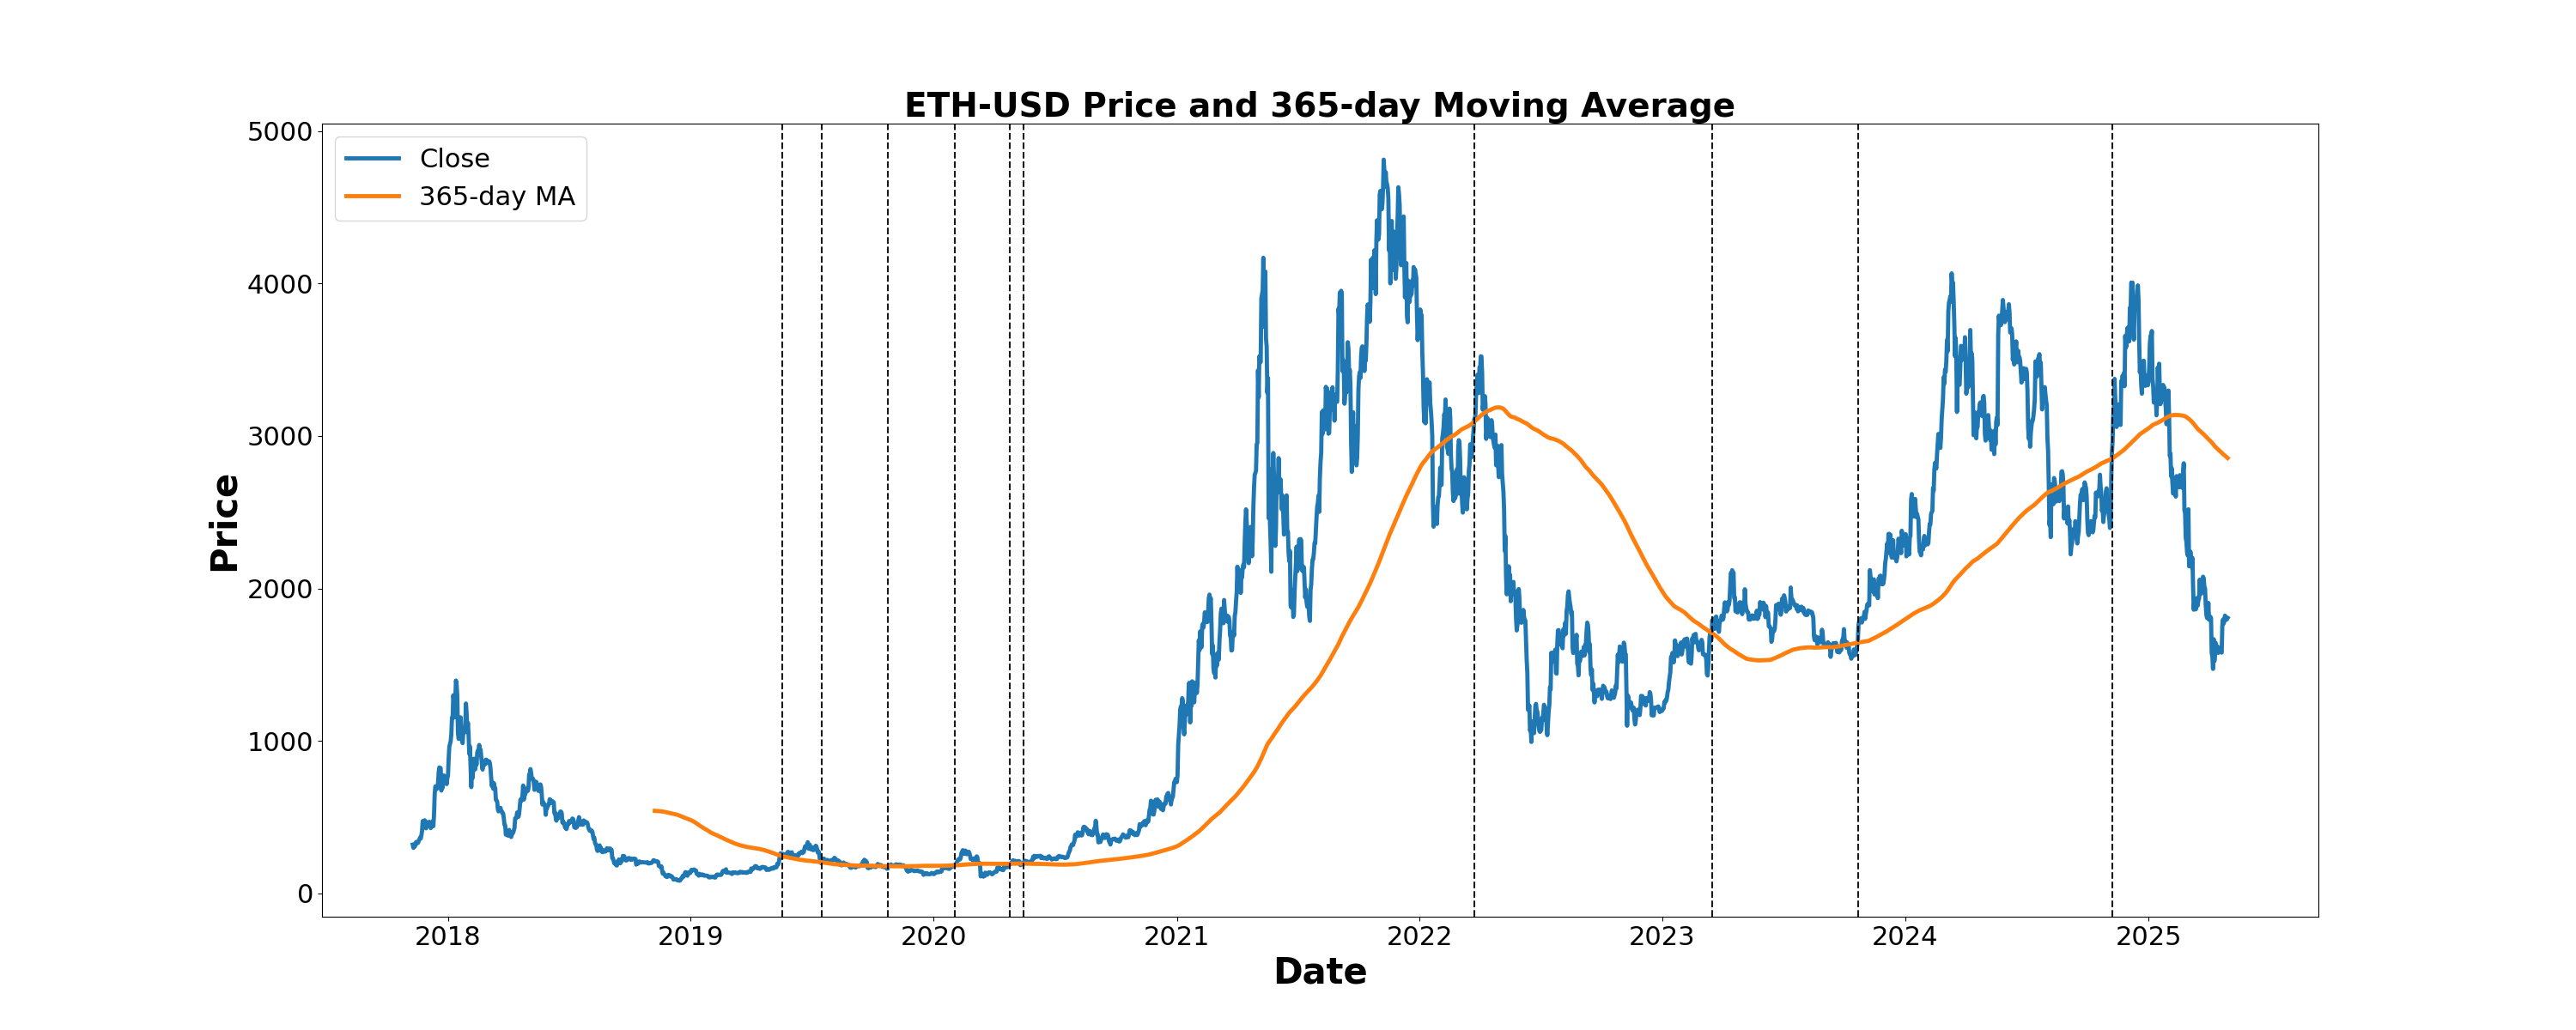 ETH-USD Price and 365-day Moving Average
Close
365-day MA
5000
4000
3000
2000
1000
0
Price
2018 2019 2020 2021 2022 2023 2024 2025
Date